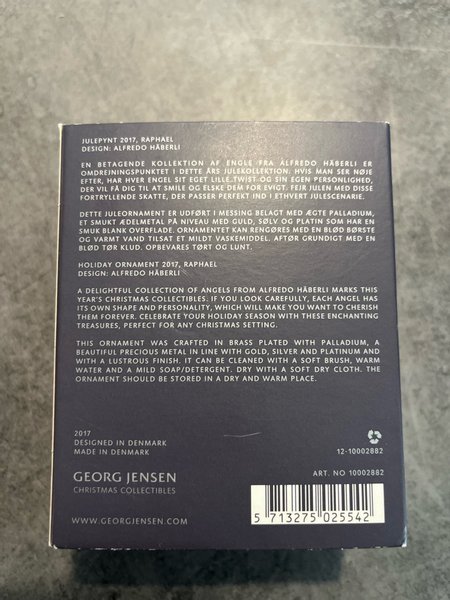 JULEPYNT 2017, RAPHAEL
DESIGN: ALFREDO HÄBERLI
EN BETAGENDE KOLLEKTION AF ENGLE FRA ALFREDO HÄBERLI ER
OMDREJNINGSPUNKTET I DETTE ÅRS JULEKOLLEKTION. HVIS MAN SER NØJE
EFTER, HAR HVER ENGEL SIT EGET LILLE TWIST OG SIN EGEN PERSONLIGHED,
DER VIL FÅ DIG TIL AT SMILE OG ELSKE DEM FOR EVIGT. FEJR JULEN MED DISSE
FORTRYLLENDE SKATTE, DER PASSER PERFEKT IND I ETHVERT JULESCENARIE.
DETTE JULEORNAMENT ER UDFØRT I MESSING BELAGT MED ÆGTE PALLADIUM,
ET SMUKT ÆDELMETAL PÅ NIVEAU MED GULD, SØLV OG PLATIN SOM HAR EN
SMUK BLANK OVERFLADE. ORNAMENTET KAN RENGØRES MED EN BLØD BØRSTE
OG VARMT VAND TILSAT ET MILDT VASKEMIDDEL. AFTØR GRUNDIGT MED EN
BLØD TØR KLUD. OPBEVARES TØRT OG LUNT.
HOLIDAY ORNAMENT 2017, RAPHAEL
DESIGN: ALFREDO HÄBERLI
A DELIGHTFUL COLLECTION OF ANGELS FROM ALFREDO HÄBERLI MARKS THIS
YEAR'S CHRISTMAS COLLECTIBLES. IF YOU LOOK CAREFULLY, EACH ANGEL HAS
ITS OWN SHAPE AND PERSONALITY, WHICH WILL MAKE YOU WANT TO CHERISH
THEM FOREVER. CELEBRATE YOUR HOLIDAY SEASON WITH THESE ENCHANTING
TREASURES, PERFECT FOR ANY CHRISTMAS SETTING.
THIS ORNAMENT WAS CRAFTED IN BRASS PLATED WITH PALLADIUM, A
BEAUTIFUL PRECIOUS METAL IN LINE WITH GOLD, SILVER AND PLATINUM AND
WITH A LUSTROUS FINISH. IT CAN BE CLEANED WITH A SOFT BRUSH, WARM
WATER AND A MILD SOAP/DETERGENT. DRY WITH A SOFT DRY CLOTH. THE
ORNAMENT SHOULD BE STORED IN A DRY AND WARM PLACE.
2017
DESIGNED IN DENMARK
MADE IN DENMARK
12-10002882
GEORG JENSEN
CHRISTMAS COLLECTIBLES
ART. NO 10002882
WWW.GEORGJENSEN.COM
5 713275 025542